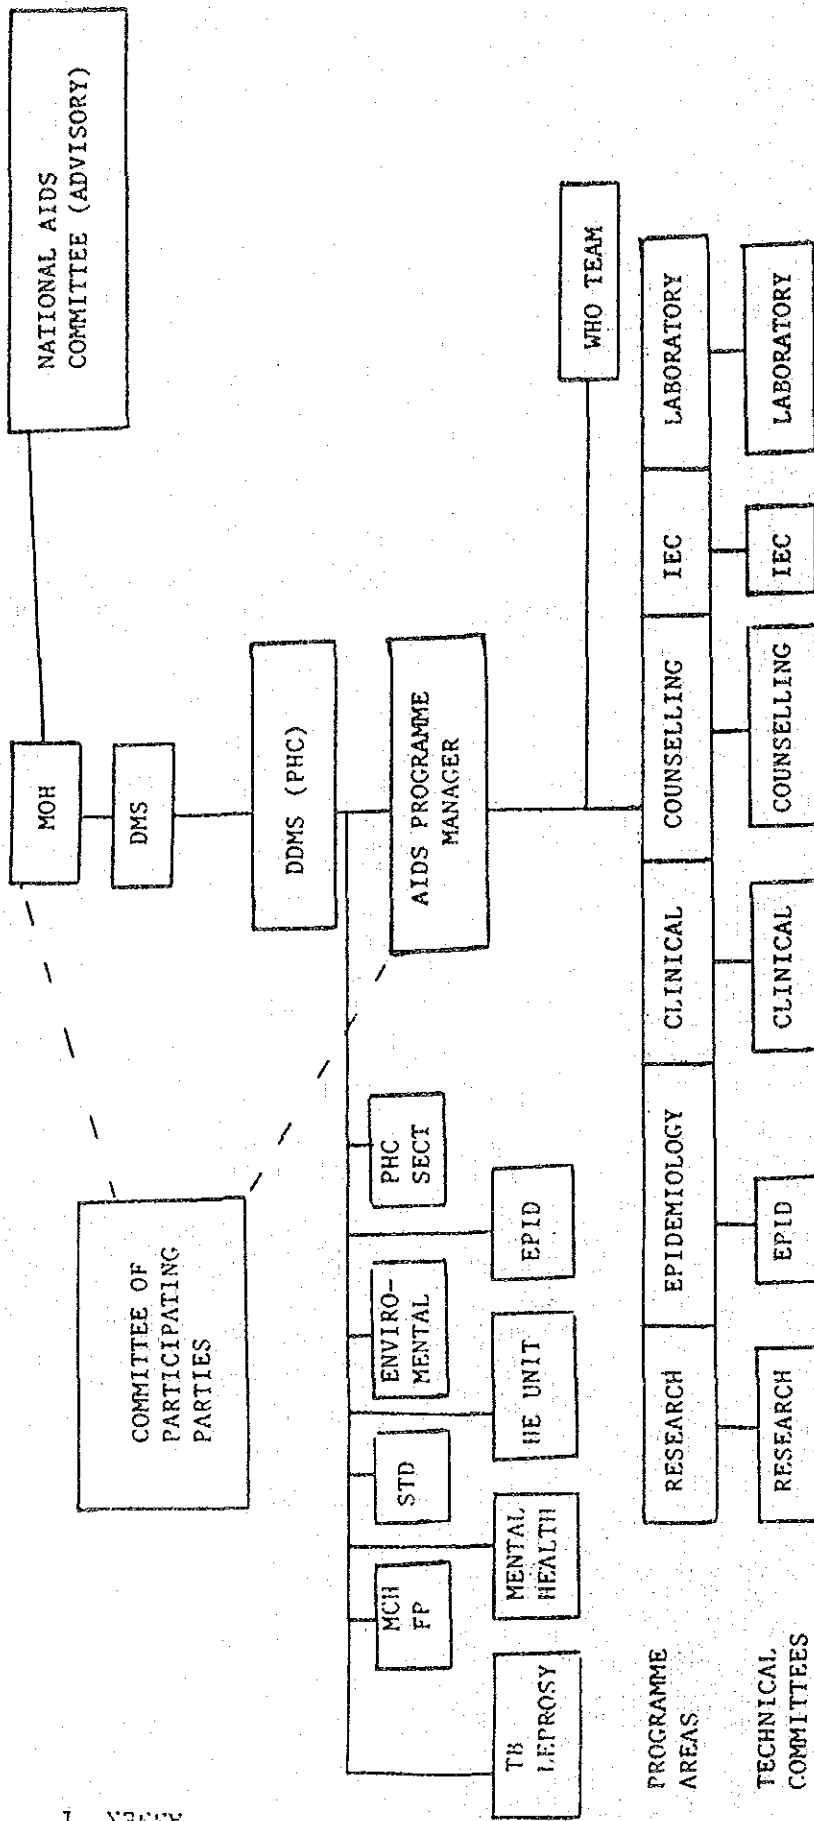 ANNEX I
NATIONAL AIDS
COMMITTEE (ADVISORY)
MOH
DMS
COMMITTEE OF
PARTICIPATING
PARTIES
DDMS (PHC)
AIDS PROGRAMME
MANAGER
MCH
FP
STD
ENVIRO-
MENTAL
PHC
SECT
TB
LEPROSY
MENTAL
HEALTH
HE UNIT
EPID
WHO TEAM
PROGRAMME
AREAS
RESEARCH
EPIDEMIOLOGY
CLINICAL
COUNSELLING
IEC
LABORATORY
TECHNICAL
COMMITTEES
RESEARCH
EPID
CLINICAL
COUNSELLING
IEC
LABORATORY